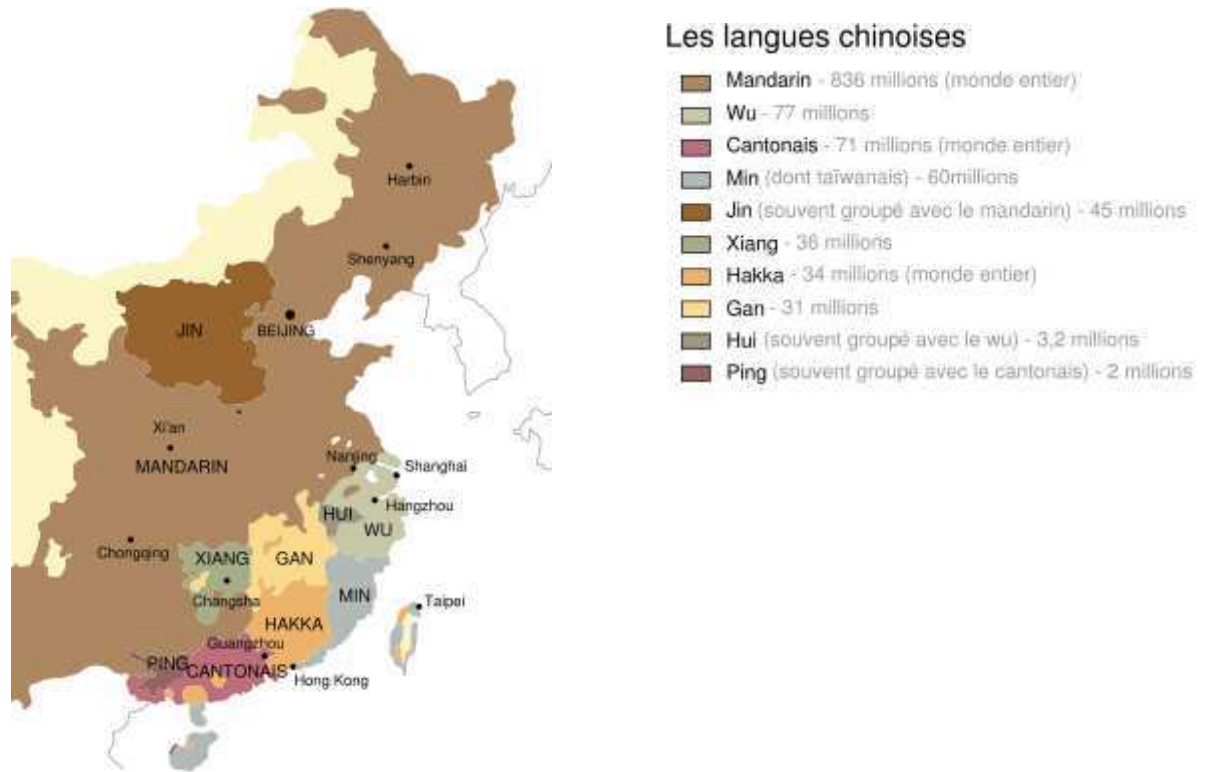 Les langues chinoises
Mandarin - 836 millions (monde entier)
Wu - 77 millions
Cantonais - 71 millions (monde entier)
Min (dont taïwanais) - 60millions
Jin (souvent groupé avec le mandarin) - 45 millions
Xiang - 36 millions
Hakka - 34 millions (monde entier)
Gan - 31 millions
Hui (souvent groupé avec le wu) - 3,2 millions
Ping (souvent groupé avec le cantonais) - 2 millions
Harbin
Shenyang
JIN
BEIJING
Xi'an
MANDARIN
Nanjing
Shanghai
Hangzhou
HUI
WU
Chongqing
XIANG
GAN
Changsha
MIN
Taipei
HAKKA
Guangzhou
PING
CANTONAIS
Hong Kong